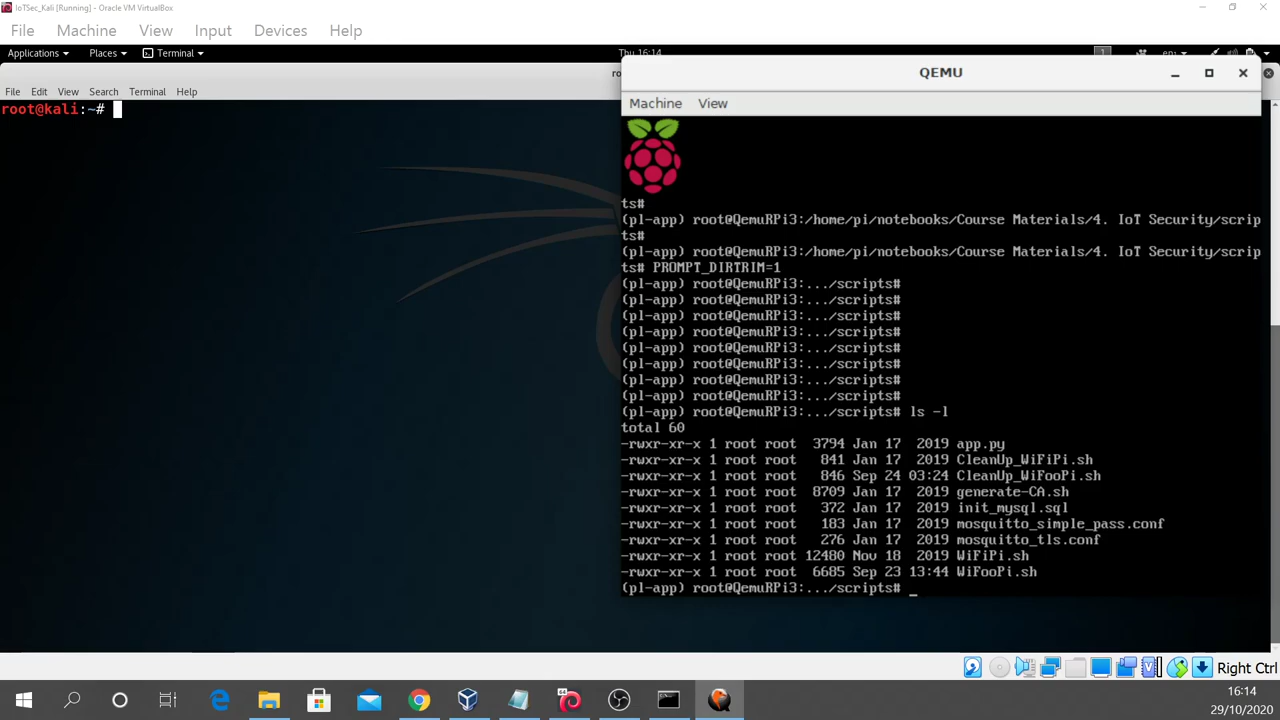 IoTSec_Kali [Running] - Oracle VM VirtualBox
File Machine View Input Devices Help
Applications Places Terminal Thu 16:14 1 en
File Edit View Search Terminal Help
root@kali:~#
QEMU
Machine View
ts#
(pl-app) root@QemuRPi3:/home/pi/notebooks/Course Materials/4. IoT Security/scrip
ts#
(pl-app) root@QemuRPi3:/home/pi/notebooks/Course Materials/4. IoT Security/scrip
ts# PROMPT_DIRTRIM=1
(pl-app) root@QemuRPi3:.../scripts#
(pl-app) root@QemuRPi3:.../scripts#
(pl-app) root@QemuRPi3:.../scripts#
(pl-app) root@QemuRPi3:.../scripts#
(pl-app) root@QemuRPi3:.../scripts#
(pl-app) root@QemuRPi3:.../scripts#
(pl-app) root@QemuRPi3:.../scripts#
(pl-app) root@QemuRPi3:.../scripts#
(pl-app) root@QemuRPi3:.../scripts# ls -l
total 60
-rwxr-xr-x 1 root root  3794 Jan 17  2019 app.py
-rwxr-xr-x 1 root root   841 Jan 17  2019 CleanUp_WiFiPi.sh
-rwxr-xr-x 1 root root   846 Sep 24 03:24 CleanUp_WiFooPi.sh
-rwxr-xr-x 1 root root  8709 Jan 17  2019 generate-CA.sh
-rwxr-xr-x 1 root root   372 Jan 17  2019 init_mysql.sql
-rwxr-xr-x 1 root root   183 Jan 17  2019 mosquitto_simple_pass.conf
-rwxr-xr-x 1 root root   276 Jan 17  2019 mosquitto_tls.conf
-rwxr-xr-x 1 root root 12480 Nov 18  2019 WiFiPi.sh
-rwxr-xr-x 1 root root  6685 Sep 23 13:44 WiFooPi.sh
(pl-app) root@QemuRPi3:.../scripts# _
Right Ctrl
16:14
29/10/2020